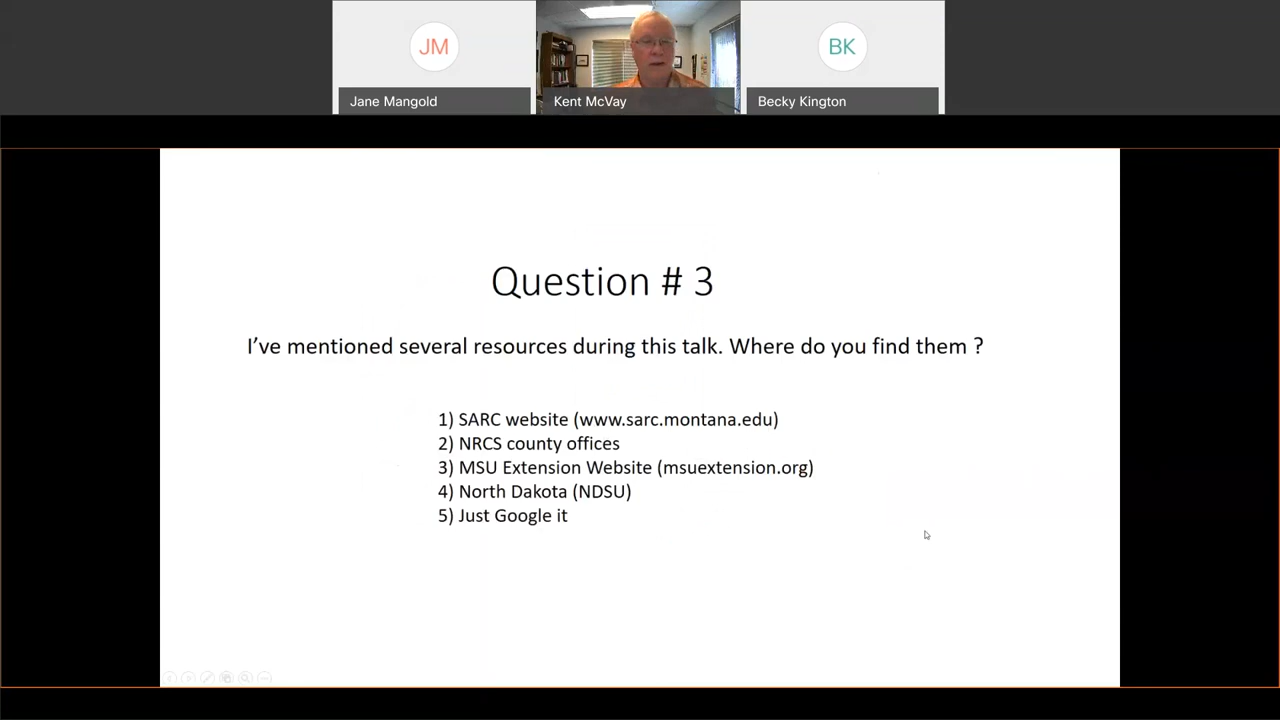 JM
BK
Jane Mangold
Kent McVay
Becky Kington
Question # 3
I've mentioned several resources during this talk. Where do you find them ?
1) SARC website (www.sarc.montana.edu)
2) NRCS county offices
3) MSU Extension Website (msuextension.org)
4) North Dakota (NDSU)
5) Just Google it